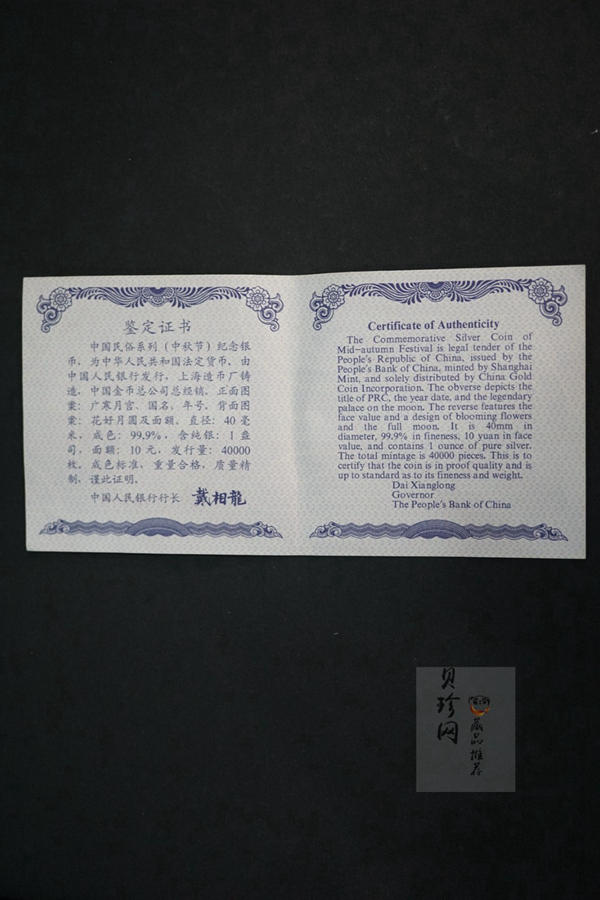 鉴定证书
中国民俗系列（中秋节）纪念银
币，为中华人民共和国法定货币，由
中国人民银行发行，上海造币厂铸
造，中国金币总公司总经销。正面图
案：广寒月宫、国名、年号。背面图
案：花好月圆及面额。直径：40毫
米，成色：99.9%，含纯银：1盎
司，面额：10元，发行量：40000
枚。成色标准，重量合格，质量精
制，谨此证明。
中国人民银行行长 戴相龍
Certificate of Authenticity
The Commemorative Silver Coin of
Mid-autumn Festival is legal tender of the
People's Republic of China, issued by the
People's Bank of China, minted by Shanghai
Mint, and solely distributed by China Gold
Coin Incorporation. The obverse depicts the
title of PRC, the year date, and the legendary
palace on the moon. The reverse features the
face value and a design of blooming flowers
and the full moon. It is 40mm in
diameter, 99.9% in fineness, 10 yuan in face
value, and contains 1 ounce of pure silver.
The total mintage is 40000 pieces. This is to
certify that the coin is in proof quality and is
up to standard as to its fineness and weight.
Dai Xianglong
Governor
The People's Bank of China
贝珍网
藏品推荐